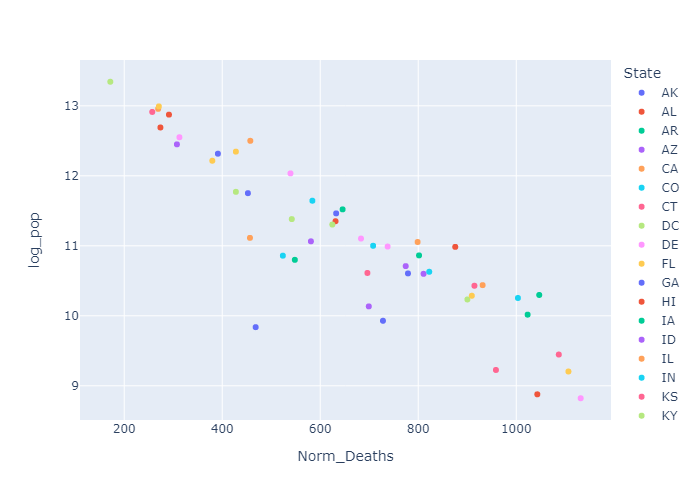 State
AK
AL
AR
AZ
CA
CO
CT
DC
DE
FL
GA
HI
IA
ID
IL
IN
KS
KY
13
12
11
10
9
log_pop
200 400 600 800 1000
Norm_Deaths